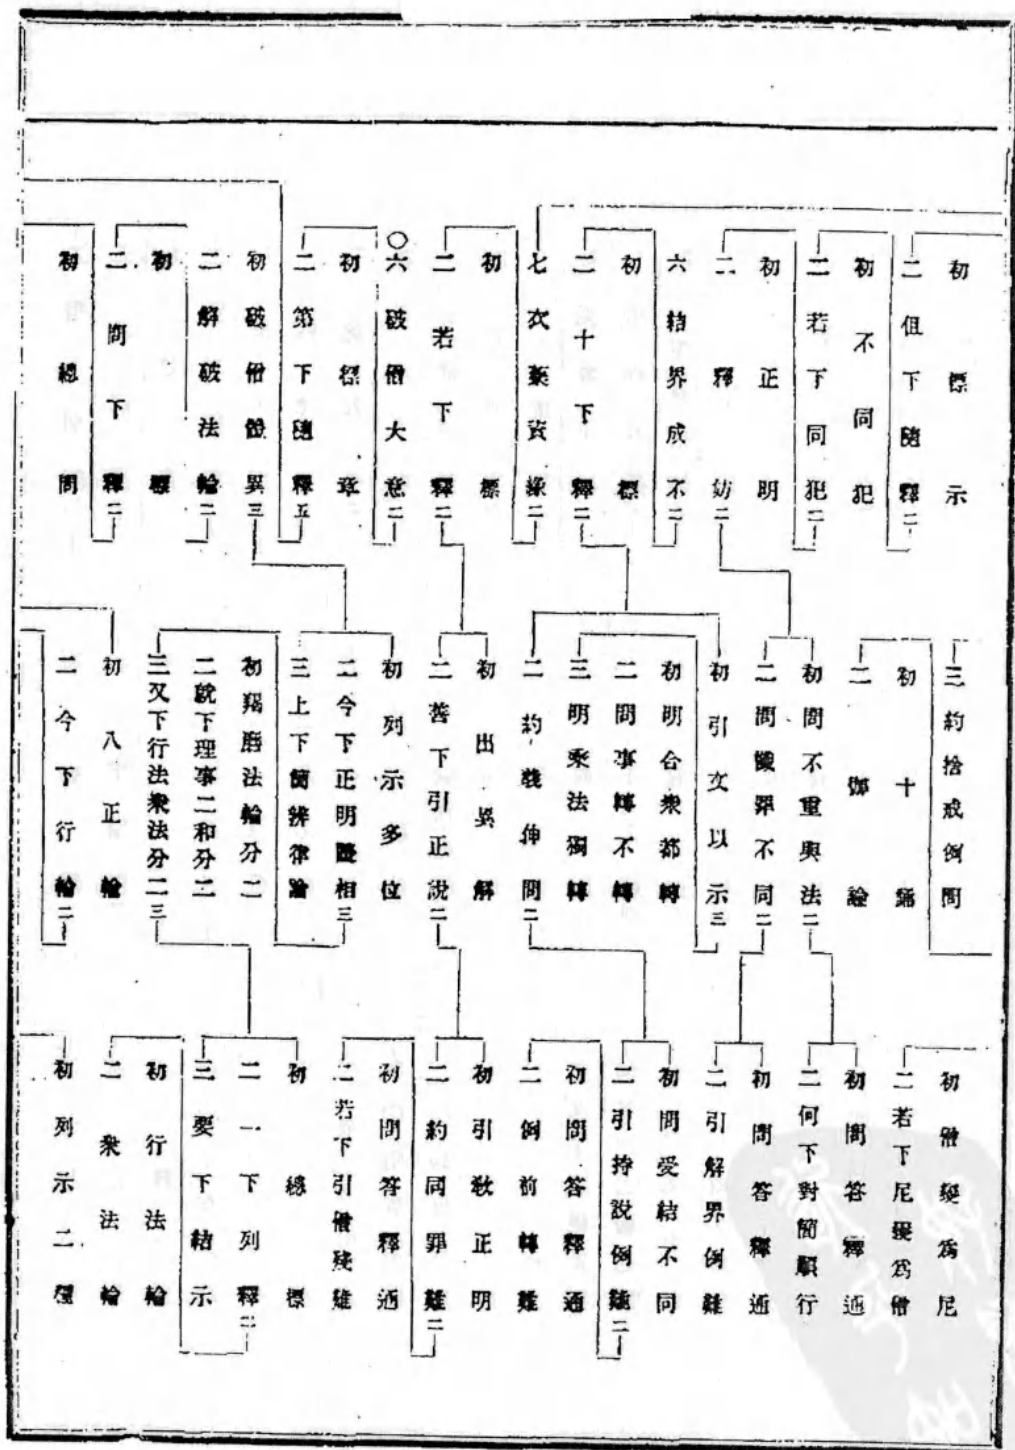 初標示
二但下隨釋二
初不同犯
二若下同犯二
初正明
二釋妨二
六結界成不二
初標
二十下釋二
七衣藥資緣二
初標
二若下釋二
○六破僧大意二
初標章
二第下隨釋五
初破僧體異三
二解破法輪二
初標
二問下釋二
初總問
三約捨戒例問
初十誦
二鄉論
初問不重與法二
二問懺罪不同二
初引文以示三
初明合衆都轉
二問事轉不轉
三明秉法獨轉
二約義伸問二
初出異解
二答下引正說二
初列示多位
二今下正明體相三
三上下簡辨律論
初羯磨法輪分二
二就下理事二和分二
三又下行法衆法分二三
初八正輪
二今下行輪二
初僧變爲尼
二若下尼變爲僧
初問答釋通
二何下對簡順行
初問答釋通
二引解界例難
初問受結不同
二引持說例難二
初問答釋通
二例前轉難
初引敎正明
二約同罪難二
初問答釋通
二若下引僧殘難
初總標
二一下列釋二
三要下結示
初行法輪
二衆法輪
初列示二種